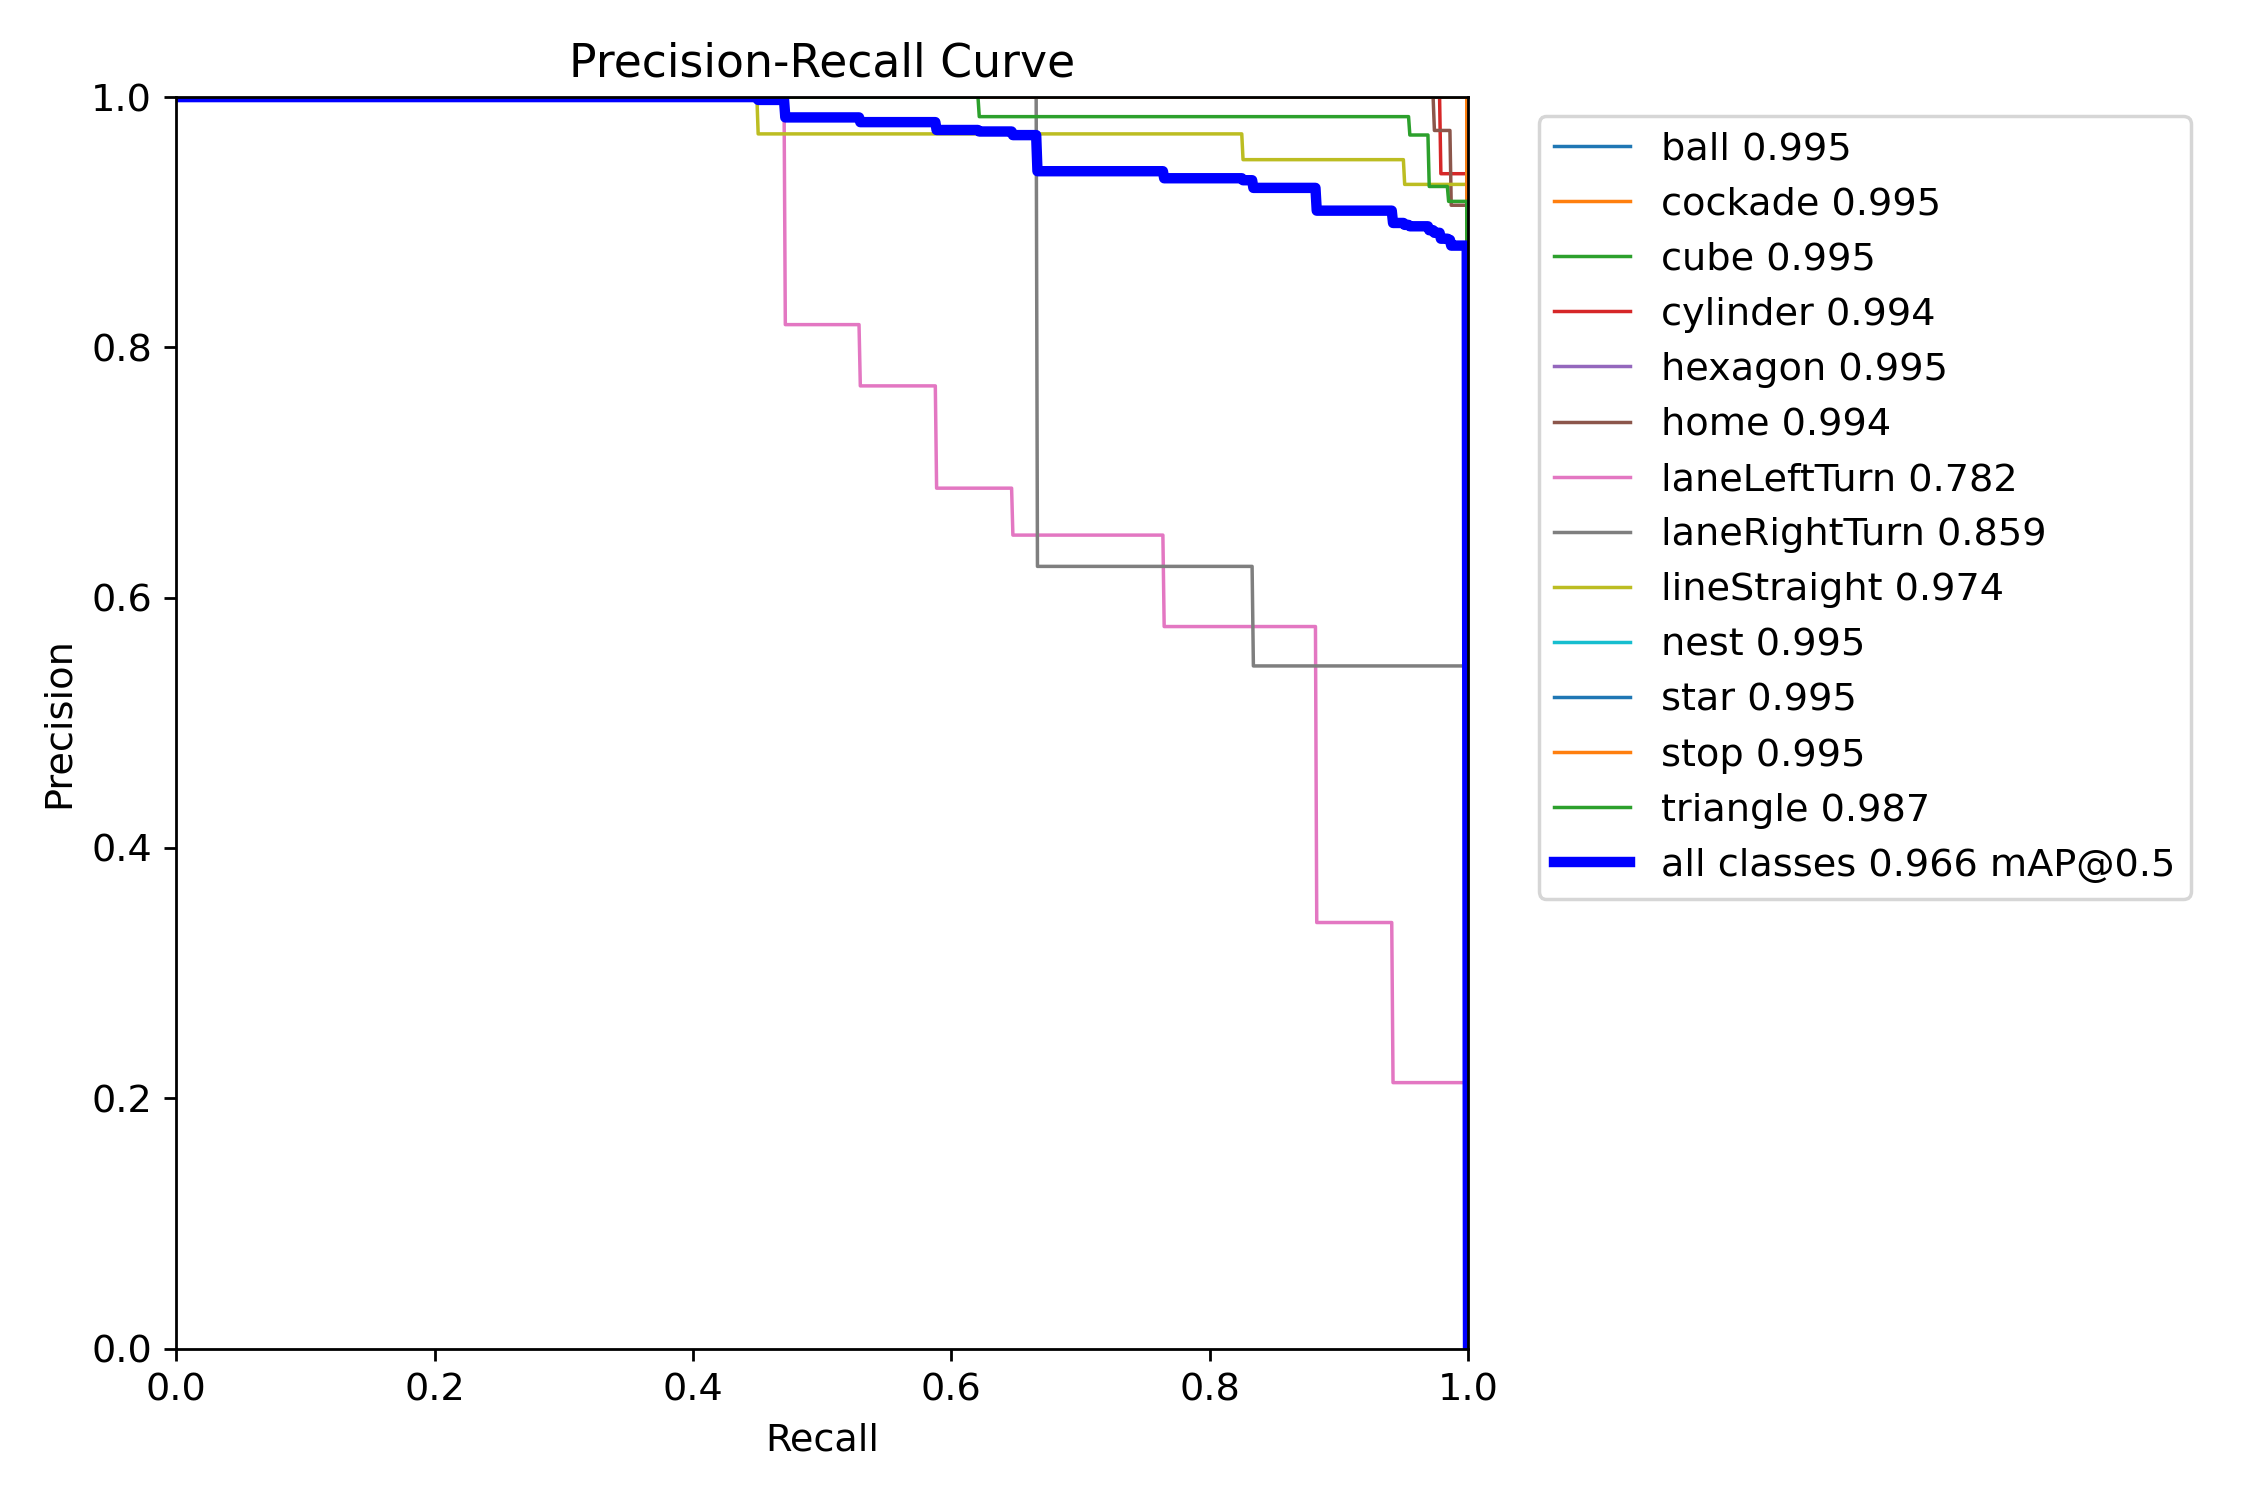 Precision-Recall Curve
1.0
0.8
0.6
0.4
0.2
0.0
Precision
0.0 0.2 0.4 0.6 0.8 1.0
Recall
ball 0.995
cockade 0.995
cube 0.995
cylinder 0.994
hexagon 0.995
home 0.994
laneLeftTurn 0.782
laneRightTurn 0.859
lineStraight 0.974
nest 0.995
star 0.995
stop 0.995
triangle 0.987
all classes 0.966 mAP@0.5